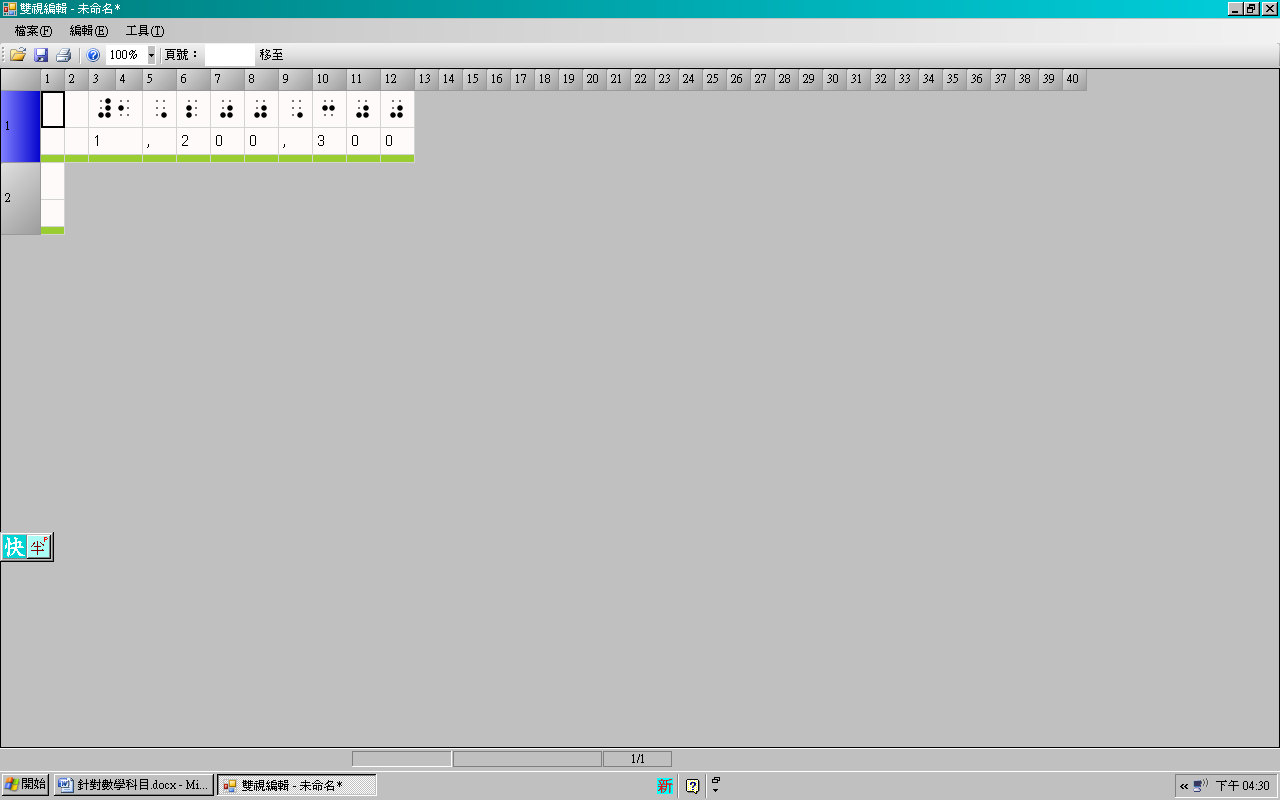 雙視編輯 - 未命名*
檔案(F) 編輯(E) 工具(T)
100% 頁號： 移至
1 2 3 4 5 6 7 8 9 10 11 12 13 14 15 16 17 18 19 20 21 22 23 24 25 26 27 28 29 30 31 32 33 34 35 36 37 38 39 40
1
⠼⠂ ⠠ ⠆ ⠴ ⠴ ⠠ ⠒ ⠴ ⠴
1 , 2 0 0 , 3 0 0
2
快 半 P
1/1
開始 針對數學科目.docx - Mi... 雙視編輯 - 未命名* 新 « 下午 04:30